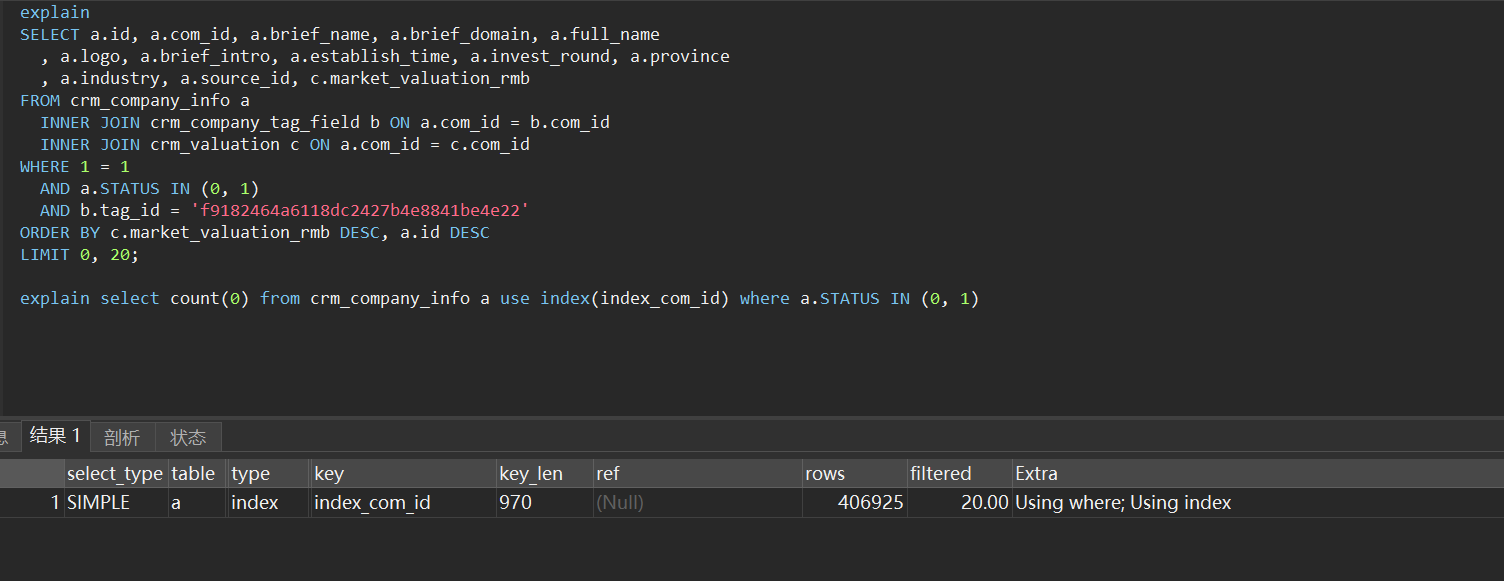 explain
SELECT a.id, a.com_id, a.brief_name, a.brief_domain, a.full_name
, a.logo, a.brief_intro, a.establish_time, a.invest_round, a.province
, a.industry, a.source_id, c.market_valuation_rmb
FROM crm_company_info a
INNER JOIN crm_company_tag_field b ON a.com_id = b.com_id
INNER JOIN crm_valuation c ON a.com_id = c.com_id
WHERE 1 = 1
AND a.STATUS IN (0, 1)
AND b.tag_id = 'f9182464a6118dc2427b4e8841be4e22'
ORDER BY c.market_valuation_rmb DESC, a.id DESC
LIMIT 0, 20;
explain select count(0) from crm_company_info a use index(index_com_id) where a.STATUS IN (0, 1)
结果 1 剖析 状态
select_type table type key key_len ref rows filtered Extra
1 SIMPLE a index index_com_id 970 (Null) 406925 20.00 Using where; Using index